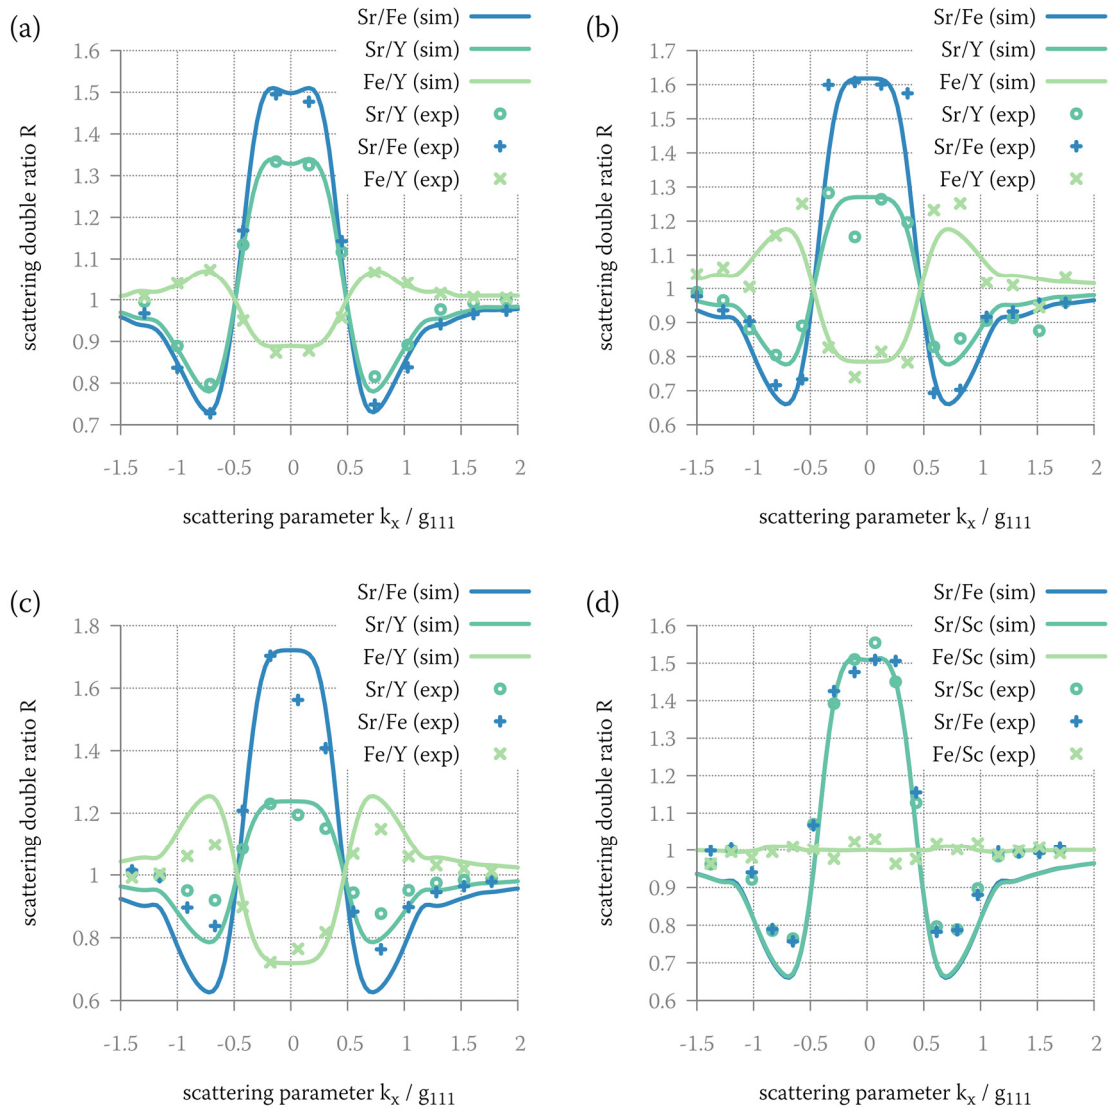 (a)
Sr/Fe (sim)
Sr/Y (sim)
Fe/Y (sim)
Sr/Y (exp)
Sr/Fe (exp)
Fe/Y (exp)
1.6
1.5
1.4
1.3
1.2
1.1
1
0.9
0.8
0.7
scattering double ratio R
-1.5 -1 -0.5 0 0.5 1 1.5 2
scattering parameter kx / g111
(b)
Sr/Fe (sim)
Sr/Y (sim)
Fe/Y (sim)
Sr/Y (exp)
Sr/Fe (exp)
Fe/Y (exp)
1.7
1.6
1.5
1.4
1.3
1.2
1.1
1
0.9
0.8
0.7
0.6
scattering double ratio R
-1.5 -1 -0.5 0 0.5 1 1.5 2
scattering parameter kx / g111
(c)
Sr/Fe (sim)
Sr/Y (sim)
Fe/Y (sim)
Sr/Y (exp)
Sr/Fe (exp)
Fe/Y (exp)
1.8
1.6
1.4
1.2
1
0.8
0.6
scattering double ratio R
-1.5 -1 -0.5 0 0.5 1 1.5 2
scattering parameter kx / g111
(d)
Sr/Fe (sim)
Sr/Sc (sim)
Fe/Sc (sim)
Sr/Sc (exp)
Sr/Fe (exp)
Fe/Sc (exp)
1.6
1.5
1.4
1.3
1.2
1.1
1
0.9
0.8
0.7
0.6
scattering double ratio R
-1.5 -1 -0.5 0 0.5 1 1.5 2
scattering parameter kx / g111